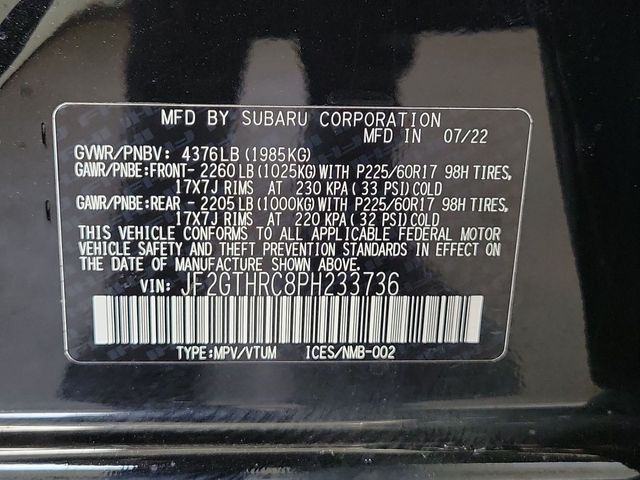 MFD BY SUBARU CORPORATION
MFD IN 07/22
GVWR/PNBV: 4376LB (1985KG)
GAWR/PNBE:FRONT- 2260 LB (1025KG) WITH P225/60R17 98H TIRES,
17X7J RIMS AT 230 KPA ( 33 PSI) COLD
GAWR/PNBE:REAR - 2205 LB (1000KG) WITH P225/60R17 98H TIRES,
17X7J RIMS AT 220 KPA ( 32 PSI) COLD
THIS VEHICLE CONFORMS TO ALL APPLICABLE FEDERAL MOTOR
VEHICLE SAFETY AND THEFT PREVENTION STANDARDS IN EFFECT ON
THE DATE OF MANUFACTURE SHOWN ABOVE.
VIN: JF2GTHRC8PH233736
TYPE:MPV/VTUM ICES/NMB-002